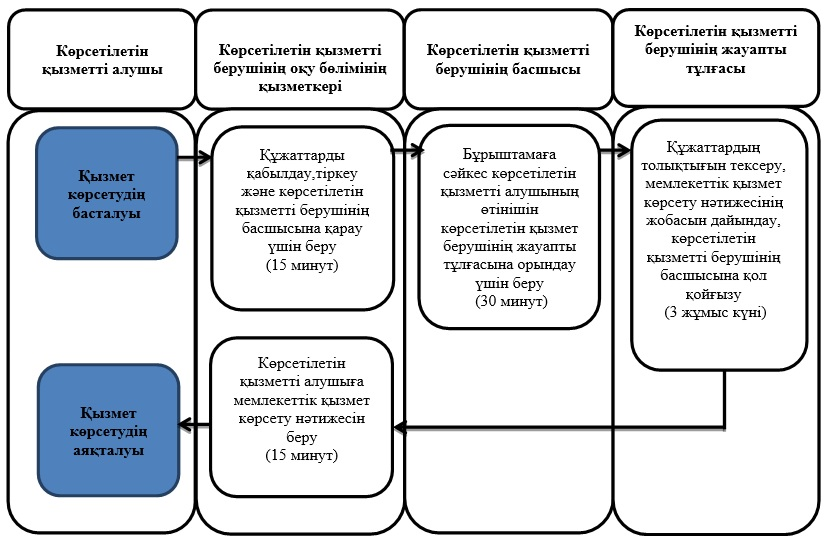 Көрсетілетін
қызметті алушы
Көрсетілетін қызметті
берушінің оқу бөлімінің
қызметкері
Көрсетілетін қызметті
берушінің басшысы
Көрсетілетін қызметті
берушінің жауапты
тұлғасы
Қызмет
көрсетудің
басталуы
Құжаттарды
қабылдау,тіркеу
және көрсетілетін
қызметті берушінің
басшысына қарау
үшін беру
(15 минут)
Бұрыштамаға
сәйкес көрсетілетін
қызметті алушының
өтінішін
көрсетілетін қызмет
берушінің жауапты
тұлғасына орындау
үшін беру
(30 минут)
Құжаттардың
толықтығын тексеру,
мемлекеттік қызмет
көрсету нәтижесінің
жобасын дайындау,
көрсетілетін
қызметті берушінің
басшысына қол
қойғызу
(3 жұмыс күні)
Қызмет
көрсетудің
аяқталуы
Көрсетілетін
қызметті алушыға
мемлекеттік қызмет
көрсету нәтижесін
беру
(15 минут)